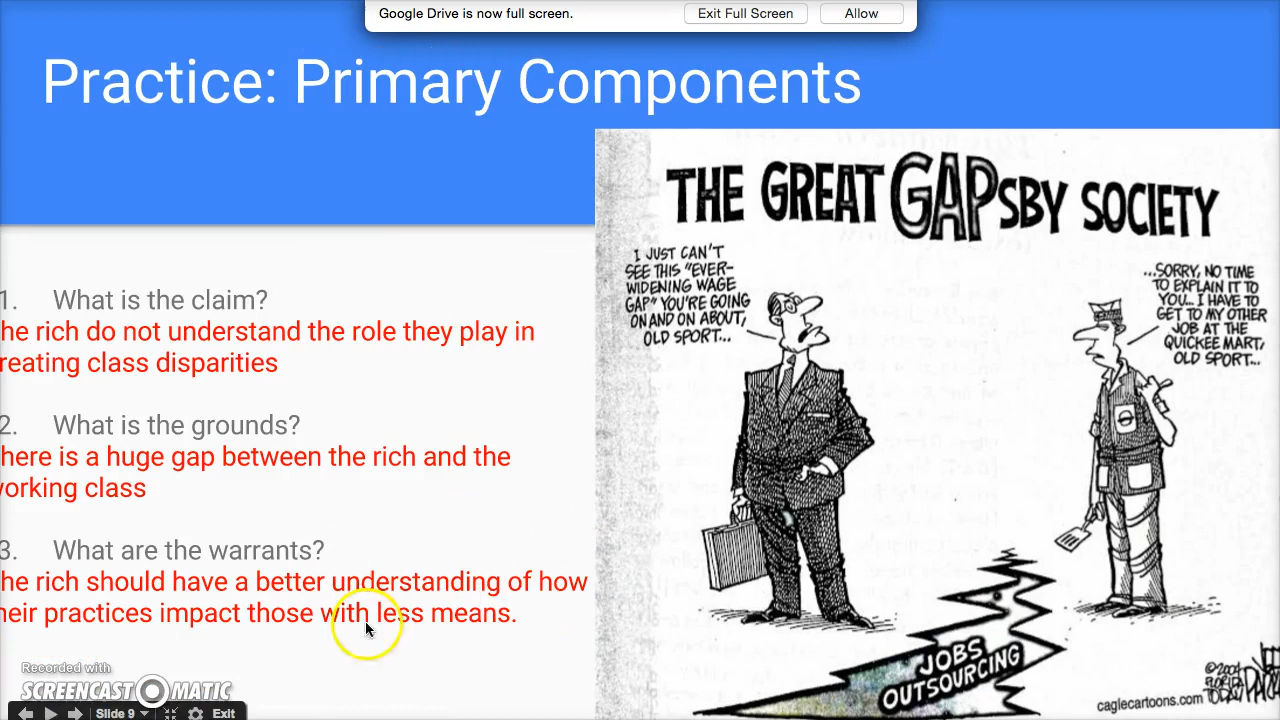 Google Drive is now full screen.
Exit Full Screen
Allow
Practice: Primary Components
1. What is the claim?
he rich do not understand the role they play in
reating class disparities
2. What is the grounds?
here is a huge gap between the rich and the
vorking class
3. What are the warrants?
he rich should have a better understanding of how
heir practices impact those with less means.
THE GREAT GAPSBY SOCIETY
I JUST CAN'T
SEE THIS "EVER-
WIDENING WAGE
GAP" YOU'RE GOING
ON AND ON ABOUT,
OLD SPORT...
...SORRY, NO TIME
TO EXPLAIN IT TO
YOU... I HAVE TO
GET TO MY OTHER
JOB AT THE
QUICKEE MART,
OLD SPORT...
JOBS
OUTSOURCING
©2004
FLORIDA
TODAY
caglecartoons.com
Recorded with
SCREENCAST-O-MATIC
Slide 9
Exit